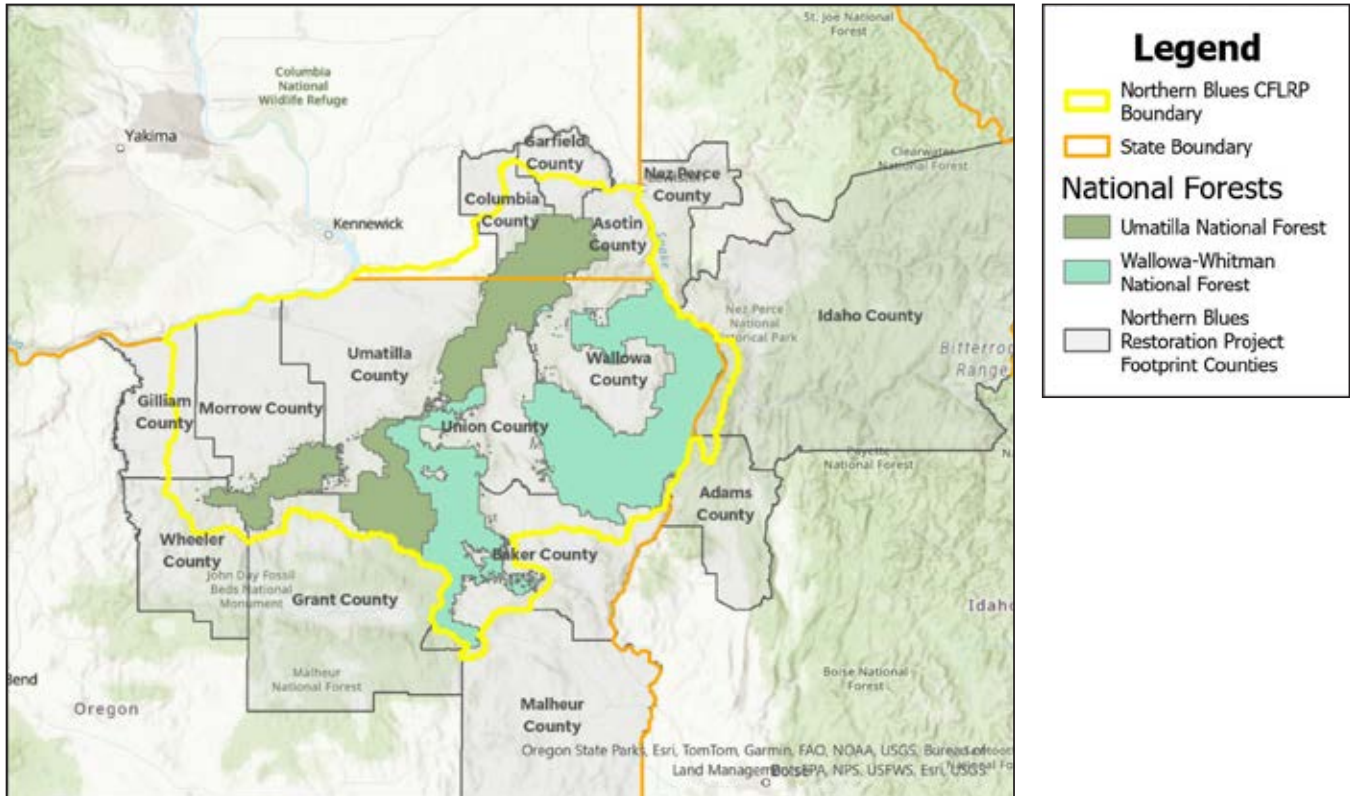 St. Joe National
Forest
Columbia
National
Wildlife Refuge
Yakima
Garfield
County
Clearwater
National Forest
Nez Perce
County
Columbia
County
Kennewick
Asotin
County
Snake
Nez Perce
National
Historical Park
Idaho County
Bitterroo
Range
Umatilla
County
Wallowa
County
Gilliam
County
Morrow County
Union County
Payette
National Forest
Adams
County
Wheeler
County
Baker County
John Day Fossil
Beds National
Monument
Grant County
Idaho
Malheur
National Forest
Boise National
Forest
Bend
Oregon
Malheur
County
Oregon State Parks, Esri, TomTom, Garmin, FAO, NOAA, USGS, Bureau of
Land Management, EPA, NPS, USFWS, Esri, USGS
Boise
Legend
Northern Blues CFLRP
Boundary
State Boundary
National Forests
Umatilla National Forest
Wallowa-Whitman
National Forest
Northern Blues
Restoration Project
Footprint Counties